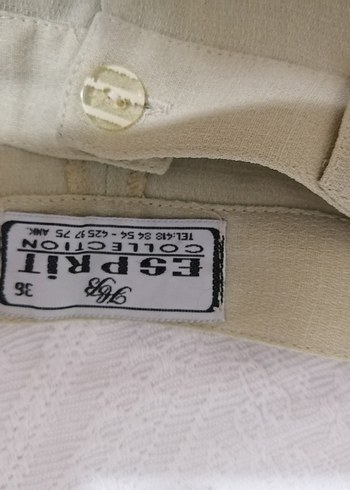 36
ESPRIT
COLLECTION
TEL: 418 84 54 - 425 17 75 ANK.